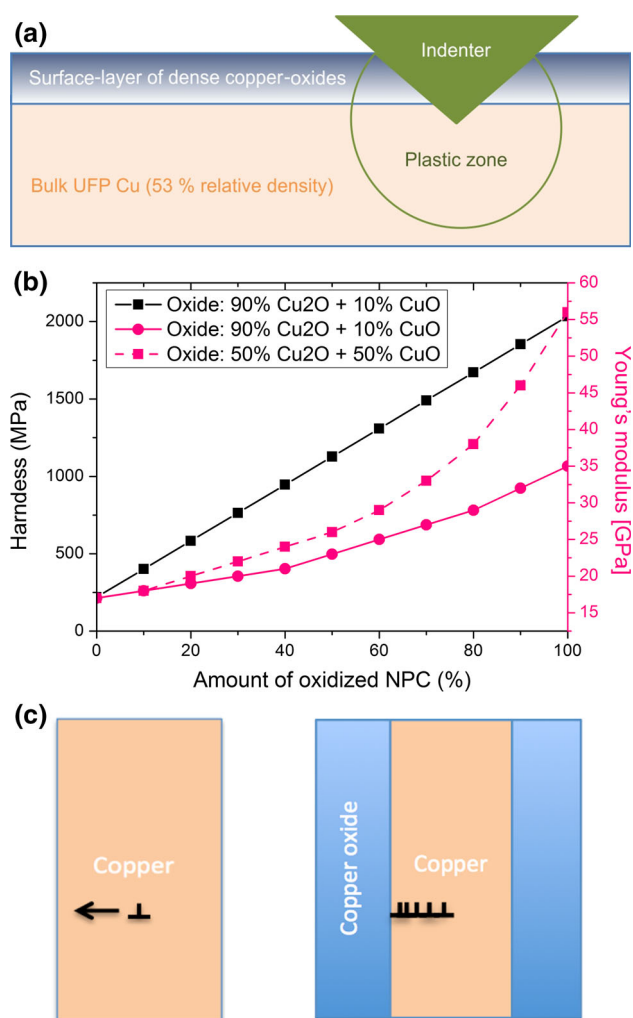 (a)
Indenter
Surface-layer of dense copper-oxides
Plastic zone
Bulk UFP Cu (53 % relative density)
(b)
Oxide: 90% Cu2O + 10% CuO
Oxide: 90% Cu2O + 10% CuO
Oxide: 50% Cu2O + 50% CuO
Harndess (MPa)
0
500
1000
1500
2000
Young's modulus [GPa]
60
55
50
45
40
35
30
25
20
15
0 20 40 60 80 100
Amount of oxidized NPC (%)
(c)
Copper
Copper oxide
Copper